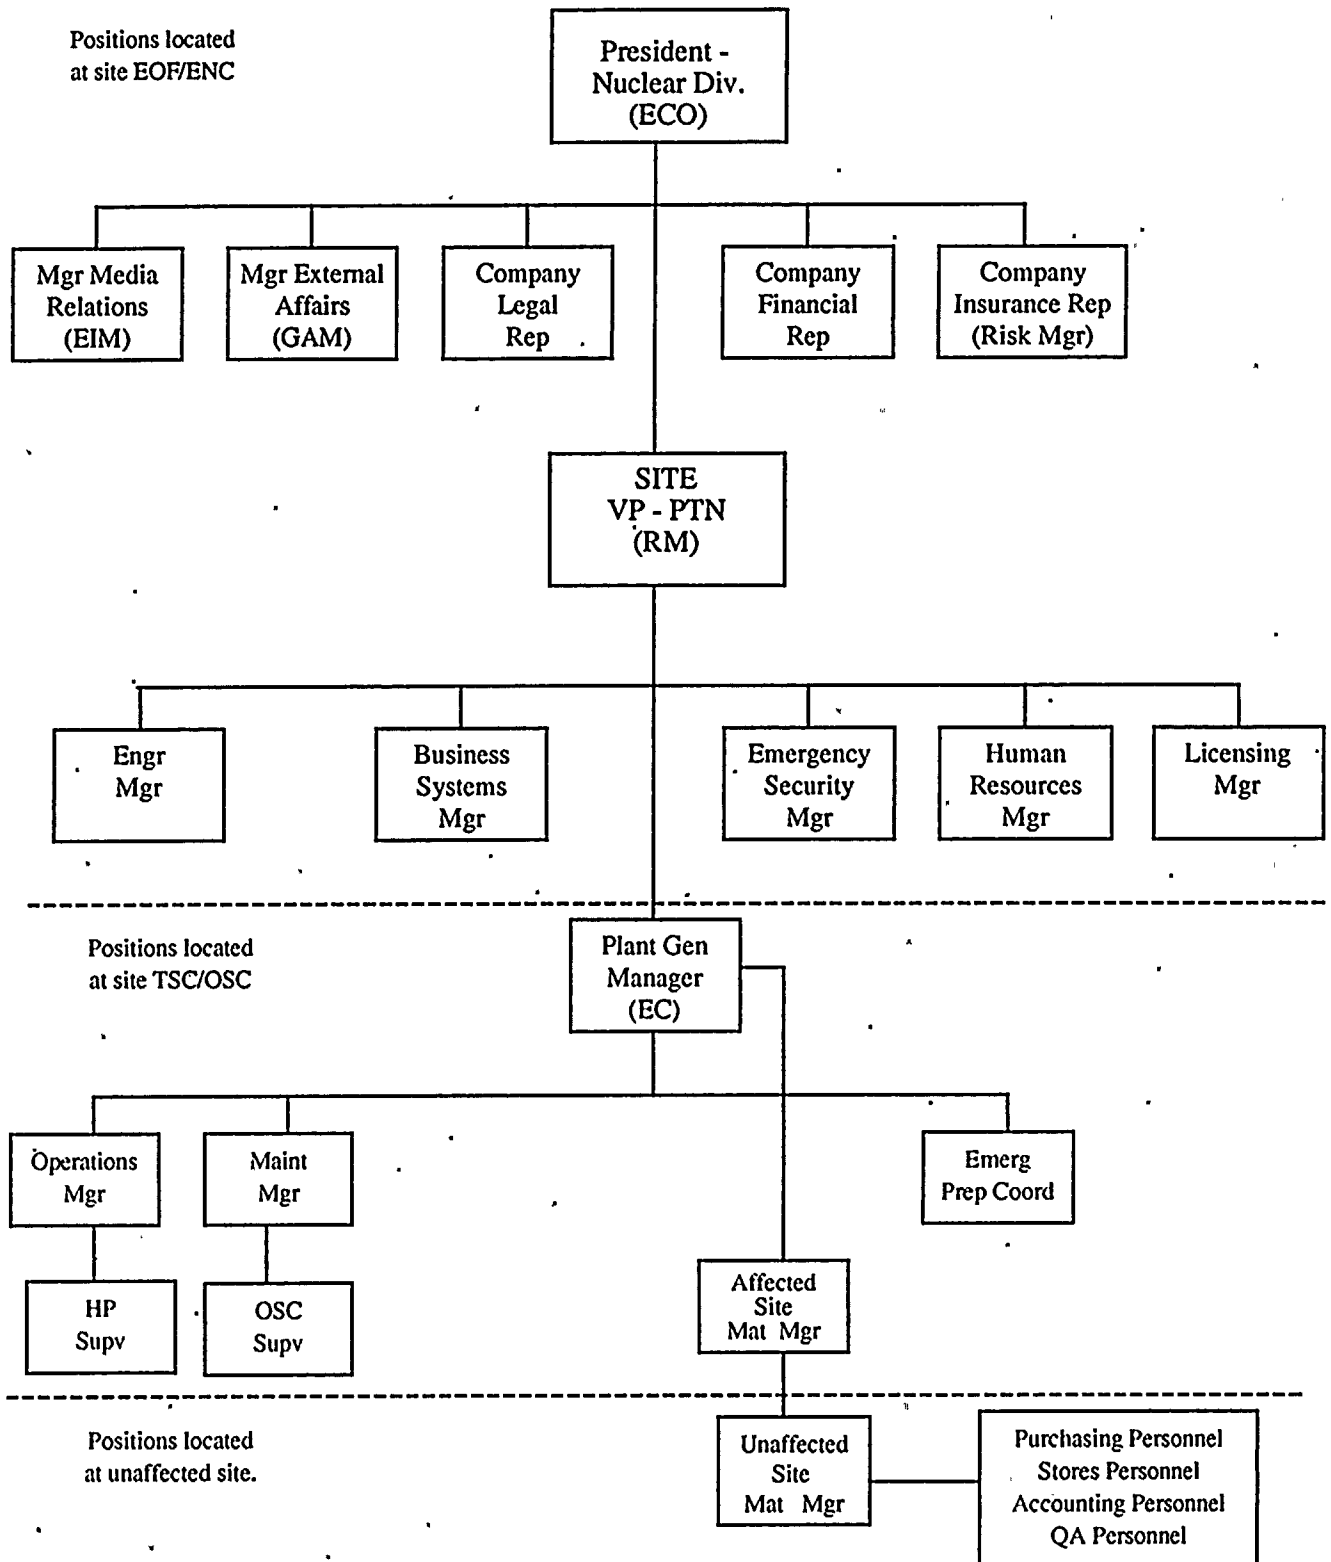 Positions located
at site EOF/ENC
President -
Nuclear Div.
(ECO)
Mgr Media
Relations
(EIM)
Mgr External
Affairs
(GAM)
Company
Legal
Rep
Company
Financial
Rep
Company
Insurance Rep
(Risk Mgr)
SITE
VP - PTN
(RM)
Engr
Mgr
Business
Systems
Mgr
Emergency
Security
Mgr
Human
Resources
Mgr
Licensing
Mgr
Positions located
at site TSC/OSC
Plant Gen
Manager
(EC)
Operations
Mgr
Maint
Mgr
Emerg
Prep Coord
HP
Supv
OSC
Supv
Affected
Site
Mat Mgr
Positions located
at unaffected site.
Unaffected
Site
Mat Mgr
Purchasing Personnel
Stores Personnel
Accounting Personnel
QA Personnel